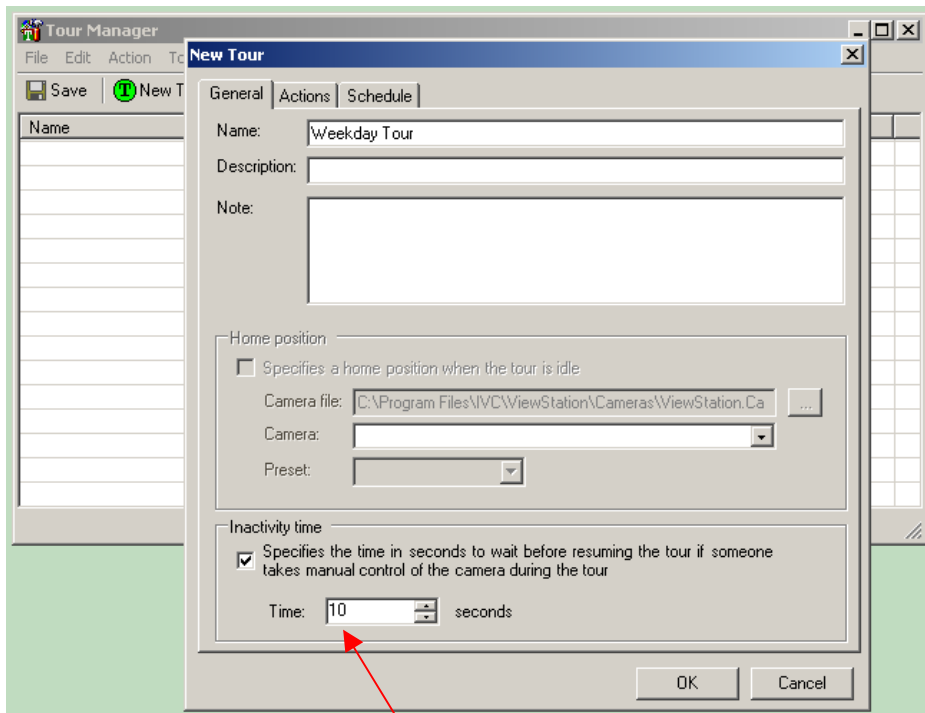 Tour Manager
File Edit Action To
Save New T
Name
New Tour
General Actions Schedule
Name: Weekday Tour
Description:
Note:
Home position
Specifies a home position when the tour is idle
Camera file: C:\Program Files\IVC\ViewStation\Cameras\ViewStation.Ca ...
Camera:
Preset:
Inactivity time
Specifies the time in seconds to wait before resuming the tour if someone
takes manual control of the camera during the tour
Time: 10 seconds
OK Cancel